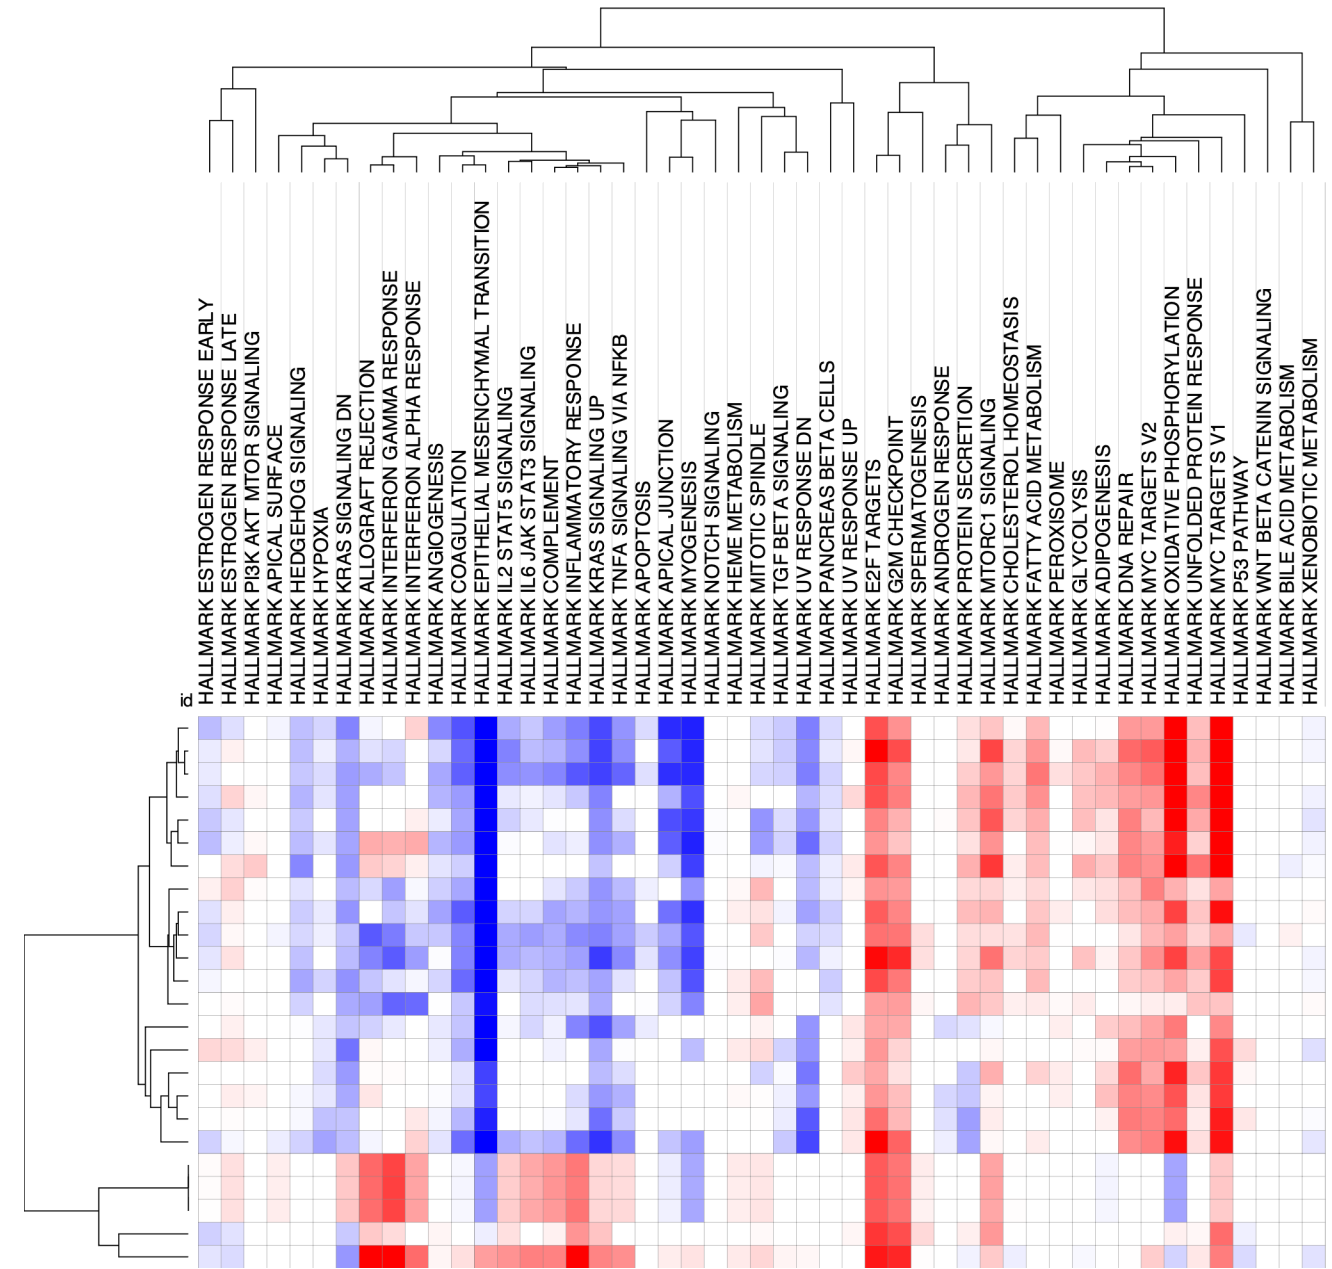 id
HALLMARK ESTROGEN RESPONSE EARLY
HALLMARK ESTROGEN RESPONSE LATE
HALLMARK PI3K AKT MTOR SIGNALING
HALLMARK APICAL SURFACE
HALLMARK HEDGEHOG SIGNALING
HALLMARK HYPOXIA
HALLMARK KRAS SIGNALING DN
HALLMARK ALLOGRAFT REJECTION
HALLMARK INTERFERON GAMMA RESPONSE
HALLMARK INTERFERON ALPHA RESPONSE
HALLMARK ANGIOGENESIS
HALLMARK COAGULATION
HALLMARK EPITHELIAL MESENCHYMAL TRANSITION
HALLMARK IL2 STAT5 SIGNALING
HALLMARK IL6 JAK STAT3 SIGNALING
HALLMARK COMPLEMENT
HALLMARK INFLAMMATORY RESPONSE
HALLMARK KRAS SIGNALING UP
HALLMARK TNFA SIGNALING VIA NFKB
HALLMARK APOPTOSIS
HALLMARK APICAL JUNCTION
HALLMARK MYOGENESIS
HALLMARK NOTCH SIGNALING
HALLMARK HEME METABOLISM
HALLMARK MITOTIC SPINDLE
HALLMARK TGF BETA SIGNALING
HALLMARK UV RESPONSE DN
HALLMARK PANCREAS BETA CELLS
HALLMARK UV RESPONSE UP
HALLMARK E2F TARGETS
HALLMARK G2M CHECKPOINT
HALLMARK SPERMATOGENESIS
HALLMARK ANDROGEN RESPONSE
HALLMARK PROTEIN SECRETION
HALLMARK MTORC1 SIGNALING
HALLMARK CHOLESTEROL HOMEOSTASIS
HALLMARK FATTY ACID METABOLISM
HALLMARK PEROXISOME
HALLMARK GLYCOLYSIS
HALLMARK ADIPOGENESIS
HALLMARK DNA REPAIR
HALLMARK MYC TARGETS V2
HALLMARK OXIDATIVE PHOSPHORYLATION
HALLMARK UNFOLDED PROTEIN RESPONSE
HALLMARK MYC TARGETS V1
HALLMARK P53 PATHWAY
HALLMARK WNT BETA CATENIN SIGNALING
HALLMARK BILE ACID METABOLISM
HALLMARK XENOBIOTIC METABOLISM